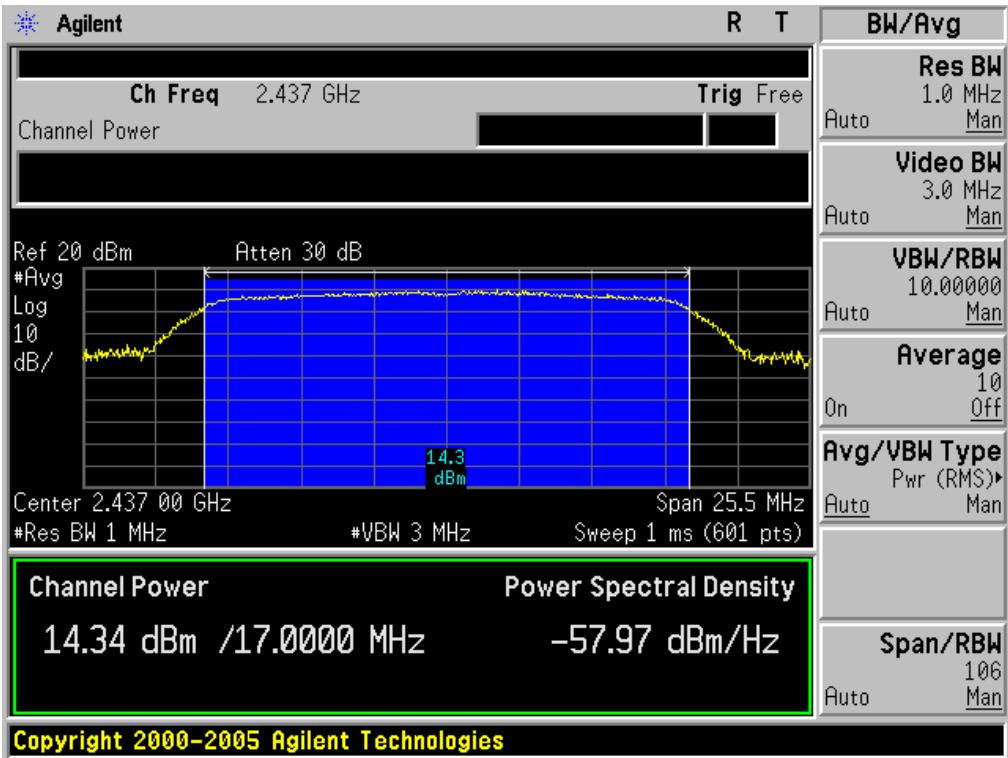 Agilent R T
Ch Freq 2.437 GHz Trig Free
Channel Power
Ref 20 dBm Atten 30 dB
#Avg
Log
10
dB/
14.3
dBm
Center 2.437 00 GHz Span 25.5 MHz
#Res BW 1 MHz #VBW 3 MHz Sweep 1 ms (601 pts)
Channel Power Power Spectral Density
14.34 dBm /17.0000 MHz -57.97 dBm/Hz
Copyright 2000-2005 Agilent Technologies
BW/Avg
Res BW
1.0 MHz
Auto Man
Video BW
3.0 MHz
Auto Man
VBW/RBW
10.00000
Auto Man
Average
10
On Off
Avg/VBW Type
Pwr (RMS)
Auto Man
Span/RBW
106
Auto Man